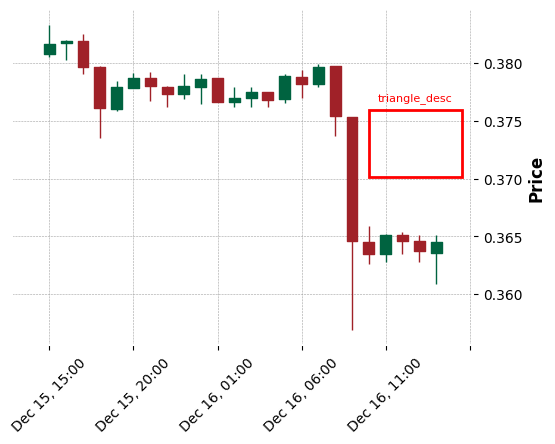 0.380
triangle_desc
0.375
0.370
0.365
0.360
Price
Dec 15, 15:00
Dec 15, 20:00
Dec 16, 01:00
Dec 16, 06:00
Dec 16, 11:00